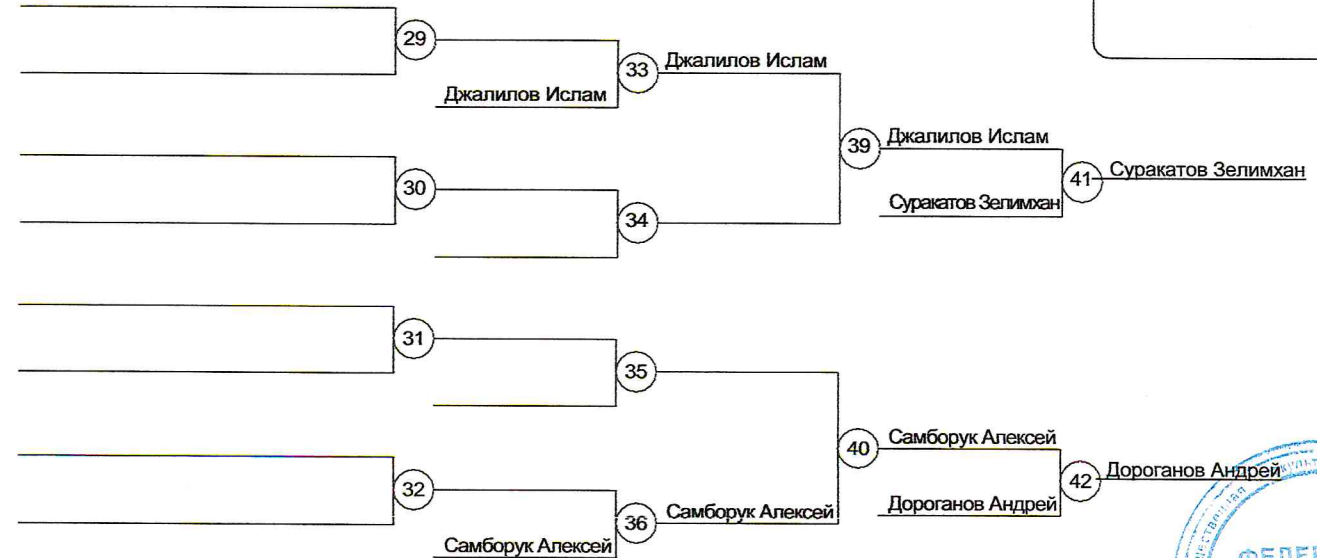 29
33 Джалилов Ислам
Джалилов Ислам
39 Джалилов Ислам
41 Суракатов Зелимхан
30
Суракатов Зелимхан
34
31
35
40 Самборук Алексей
42 Дороганов Андрей
32
Дороганов Андрей
36 Самборук Алексей
Самборук Алексей